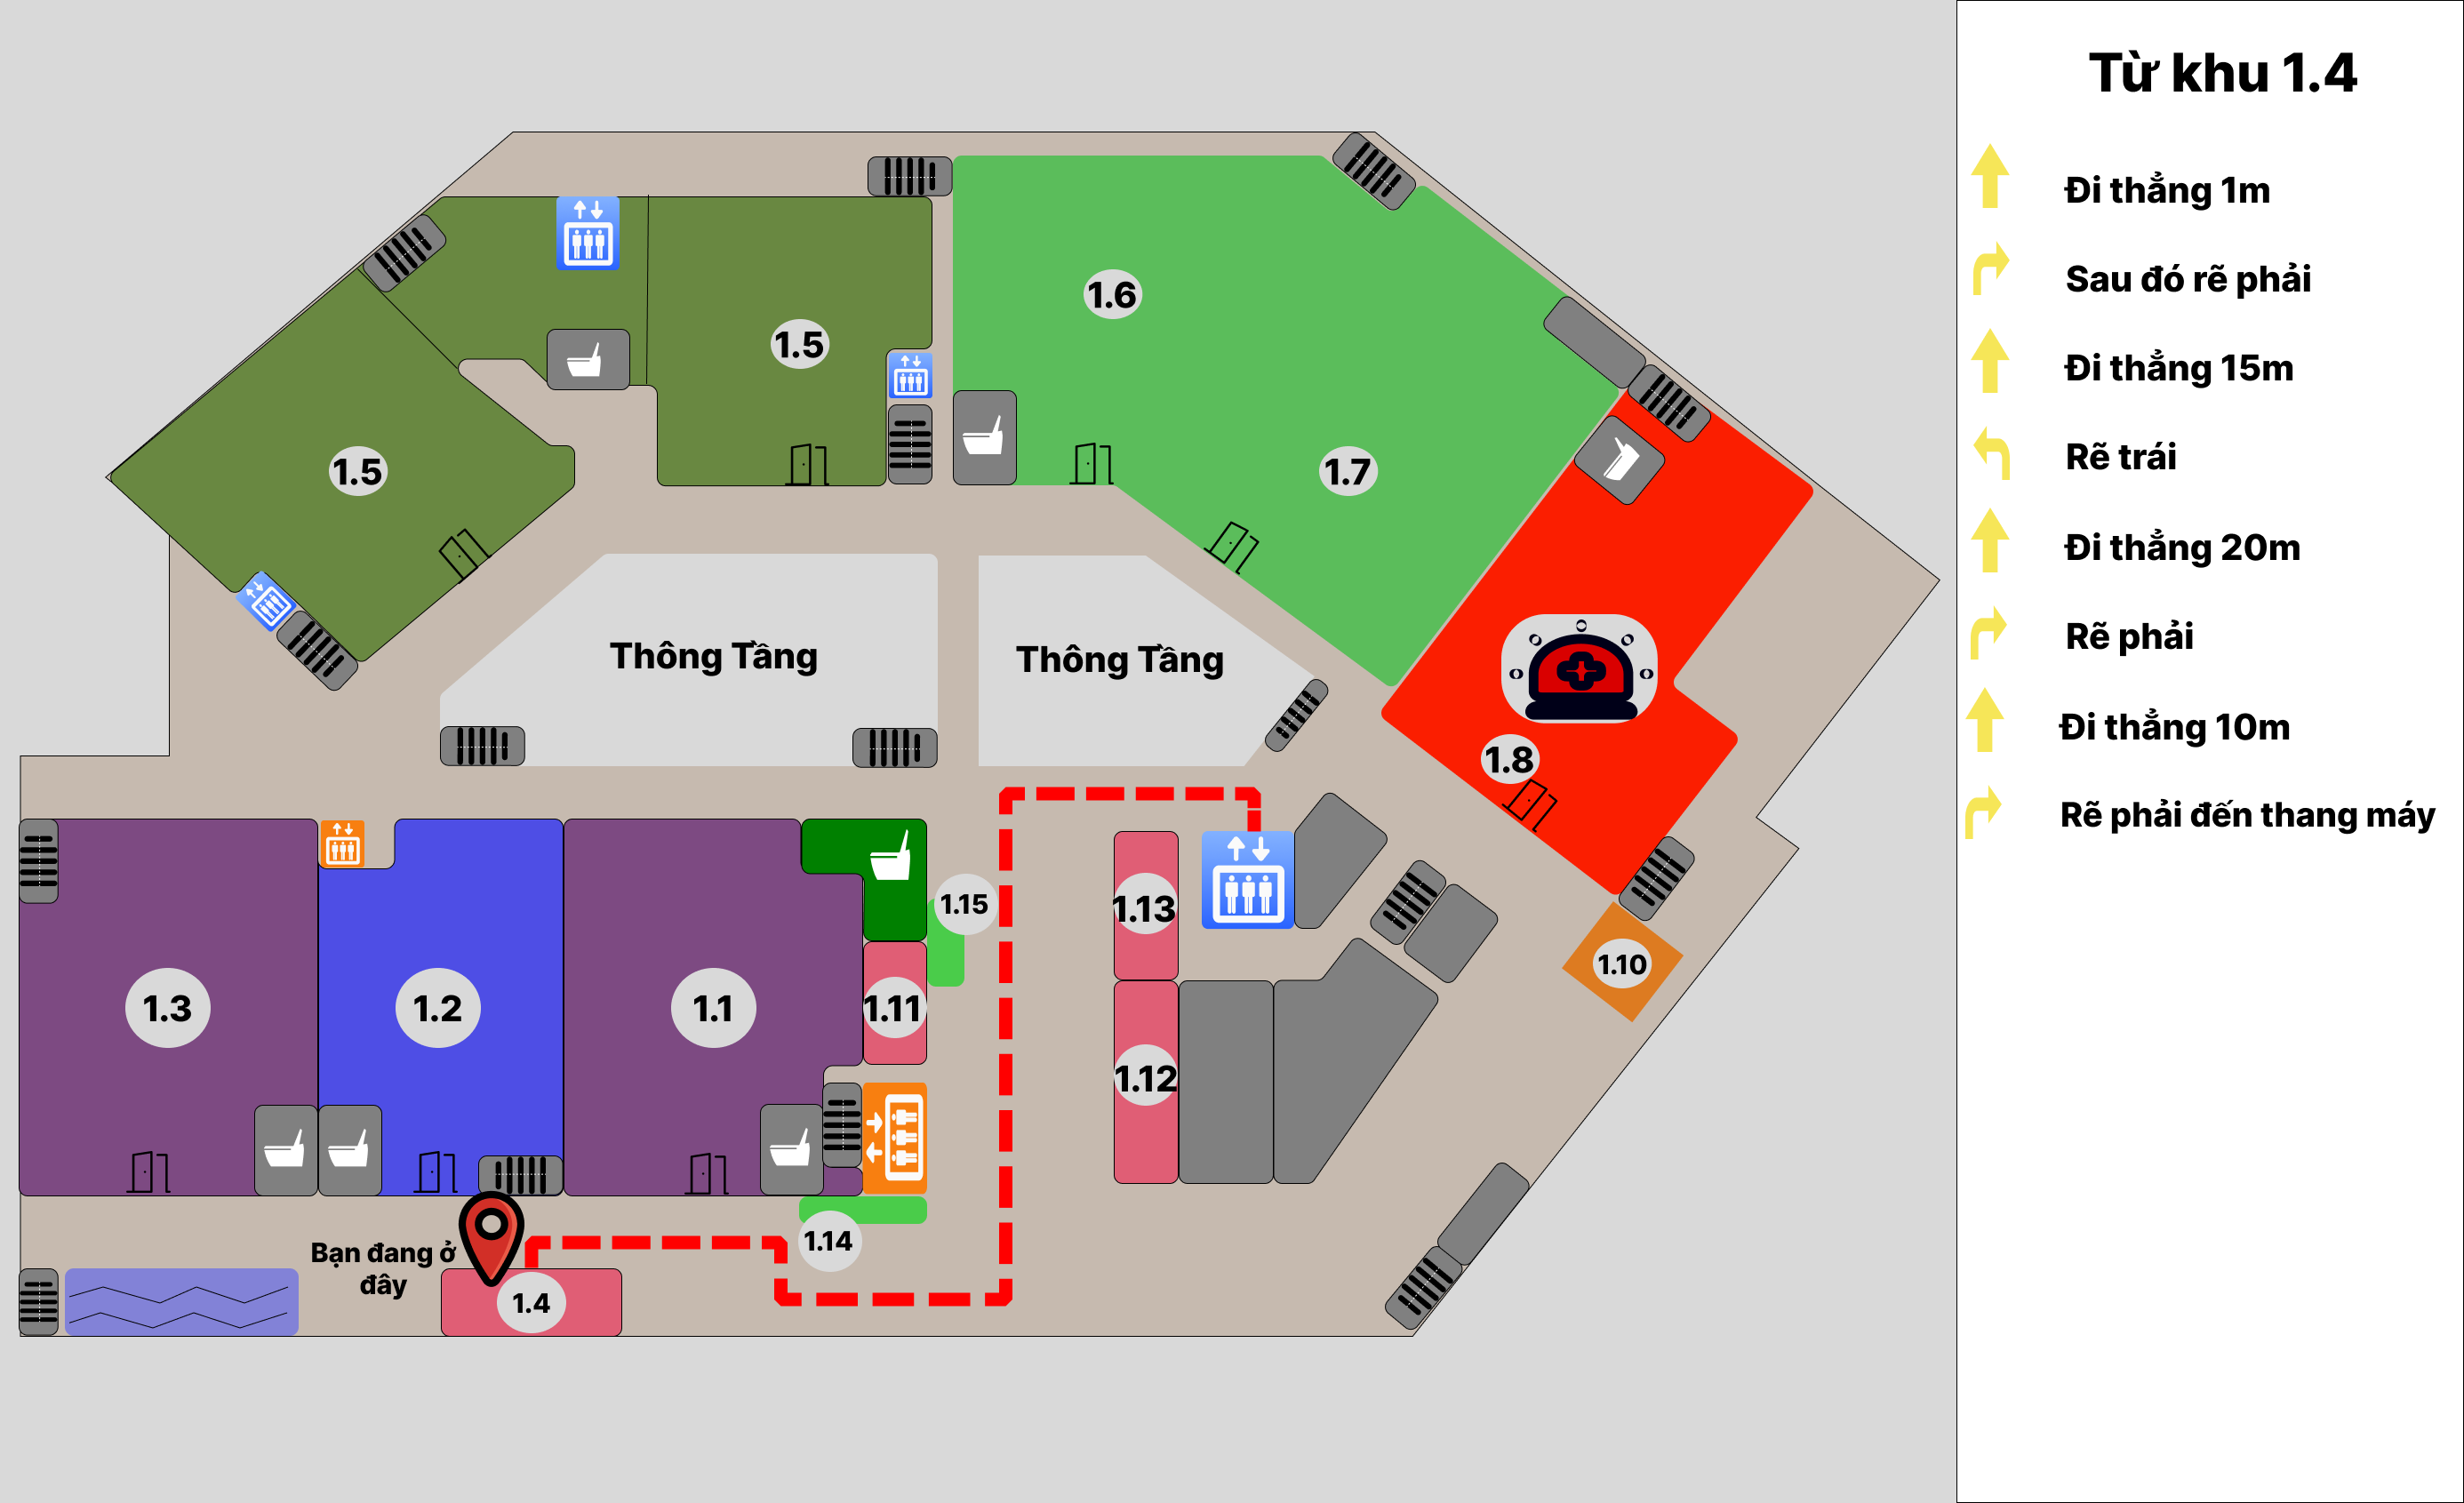 Từ khu 1.4
Đi thẳng 1m
Sau đó rẽ phải
Đi thẳng 15m
Rẽ trái
Đi thẳng 20m
Rẽ phải
Đi thẳng 10m
Rẽ phải đến thang máy
1.6
1.5
1.5
1.7
Thông Tầng
Thông Tầng
1.8
1.15
1.13
1.10
1.3
1.2
1.1
1.11
1.12
1.14
Bạn đang ở
đây
1.4